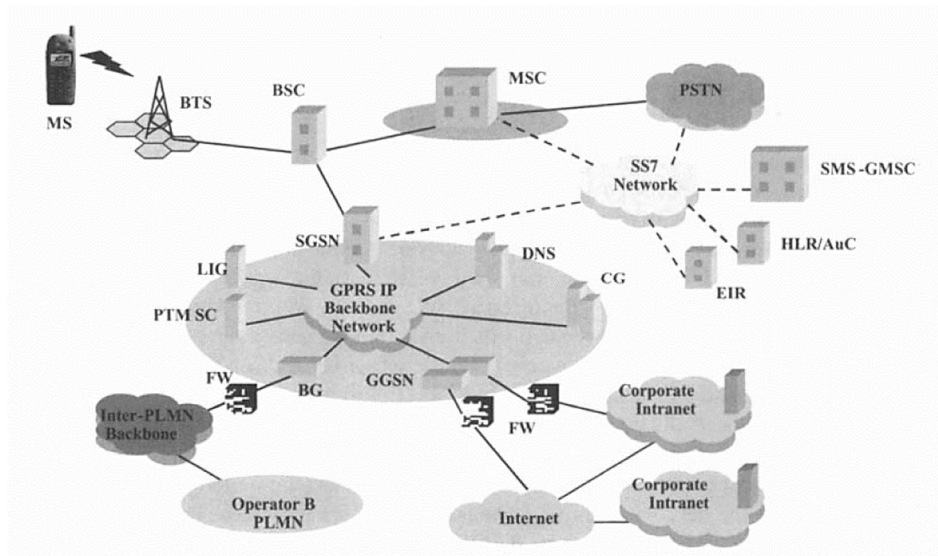 MS
BTS
BSC
MSC
PSTN
SS7
Network
SMS-GMSC
HLR/AuC
EIR
SGSN
LIG
PTM SC
GPRS IP
Backbone
Network
DNS
CG
FW
BG
GGSN
FW
Inter-PLMN
Backbone
Operator B
PLMN
Internet
Corporate
Intranet
Corporate
Intranet